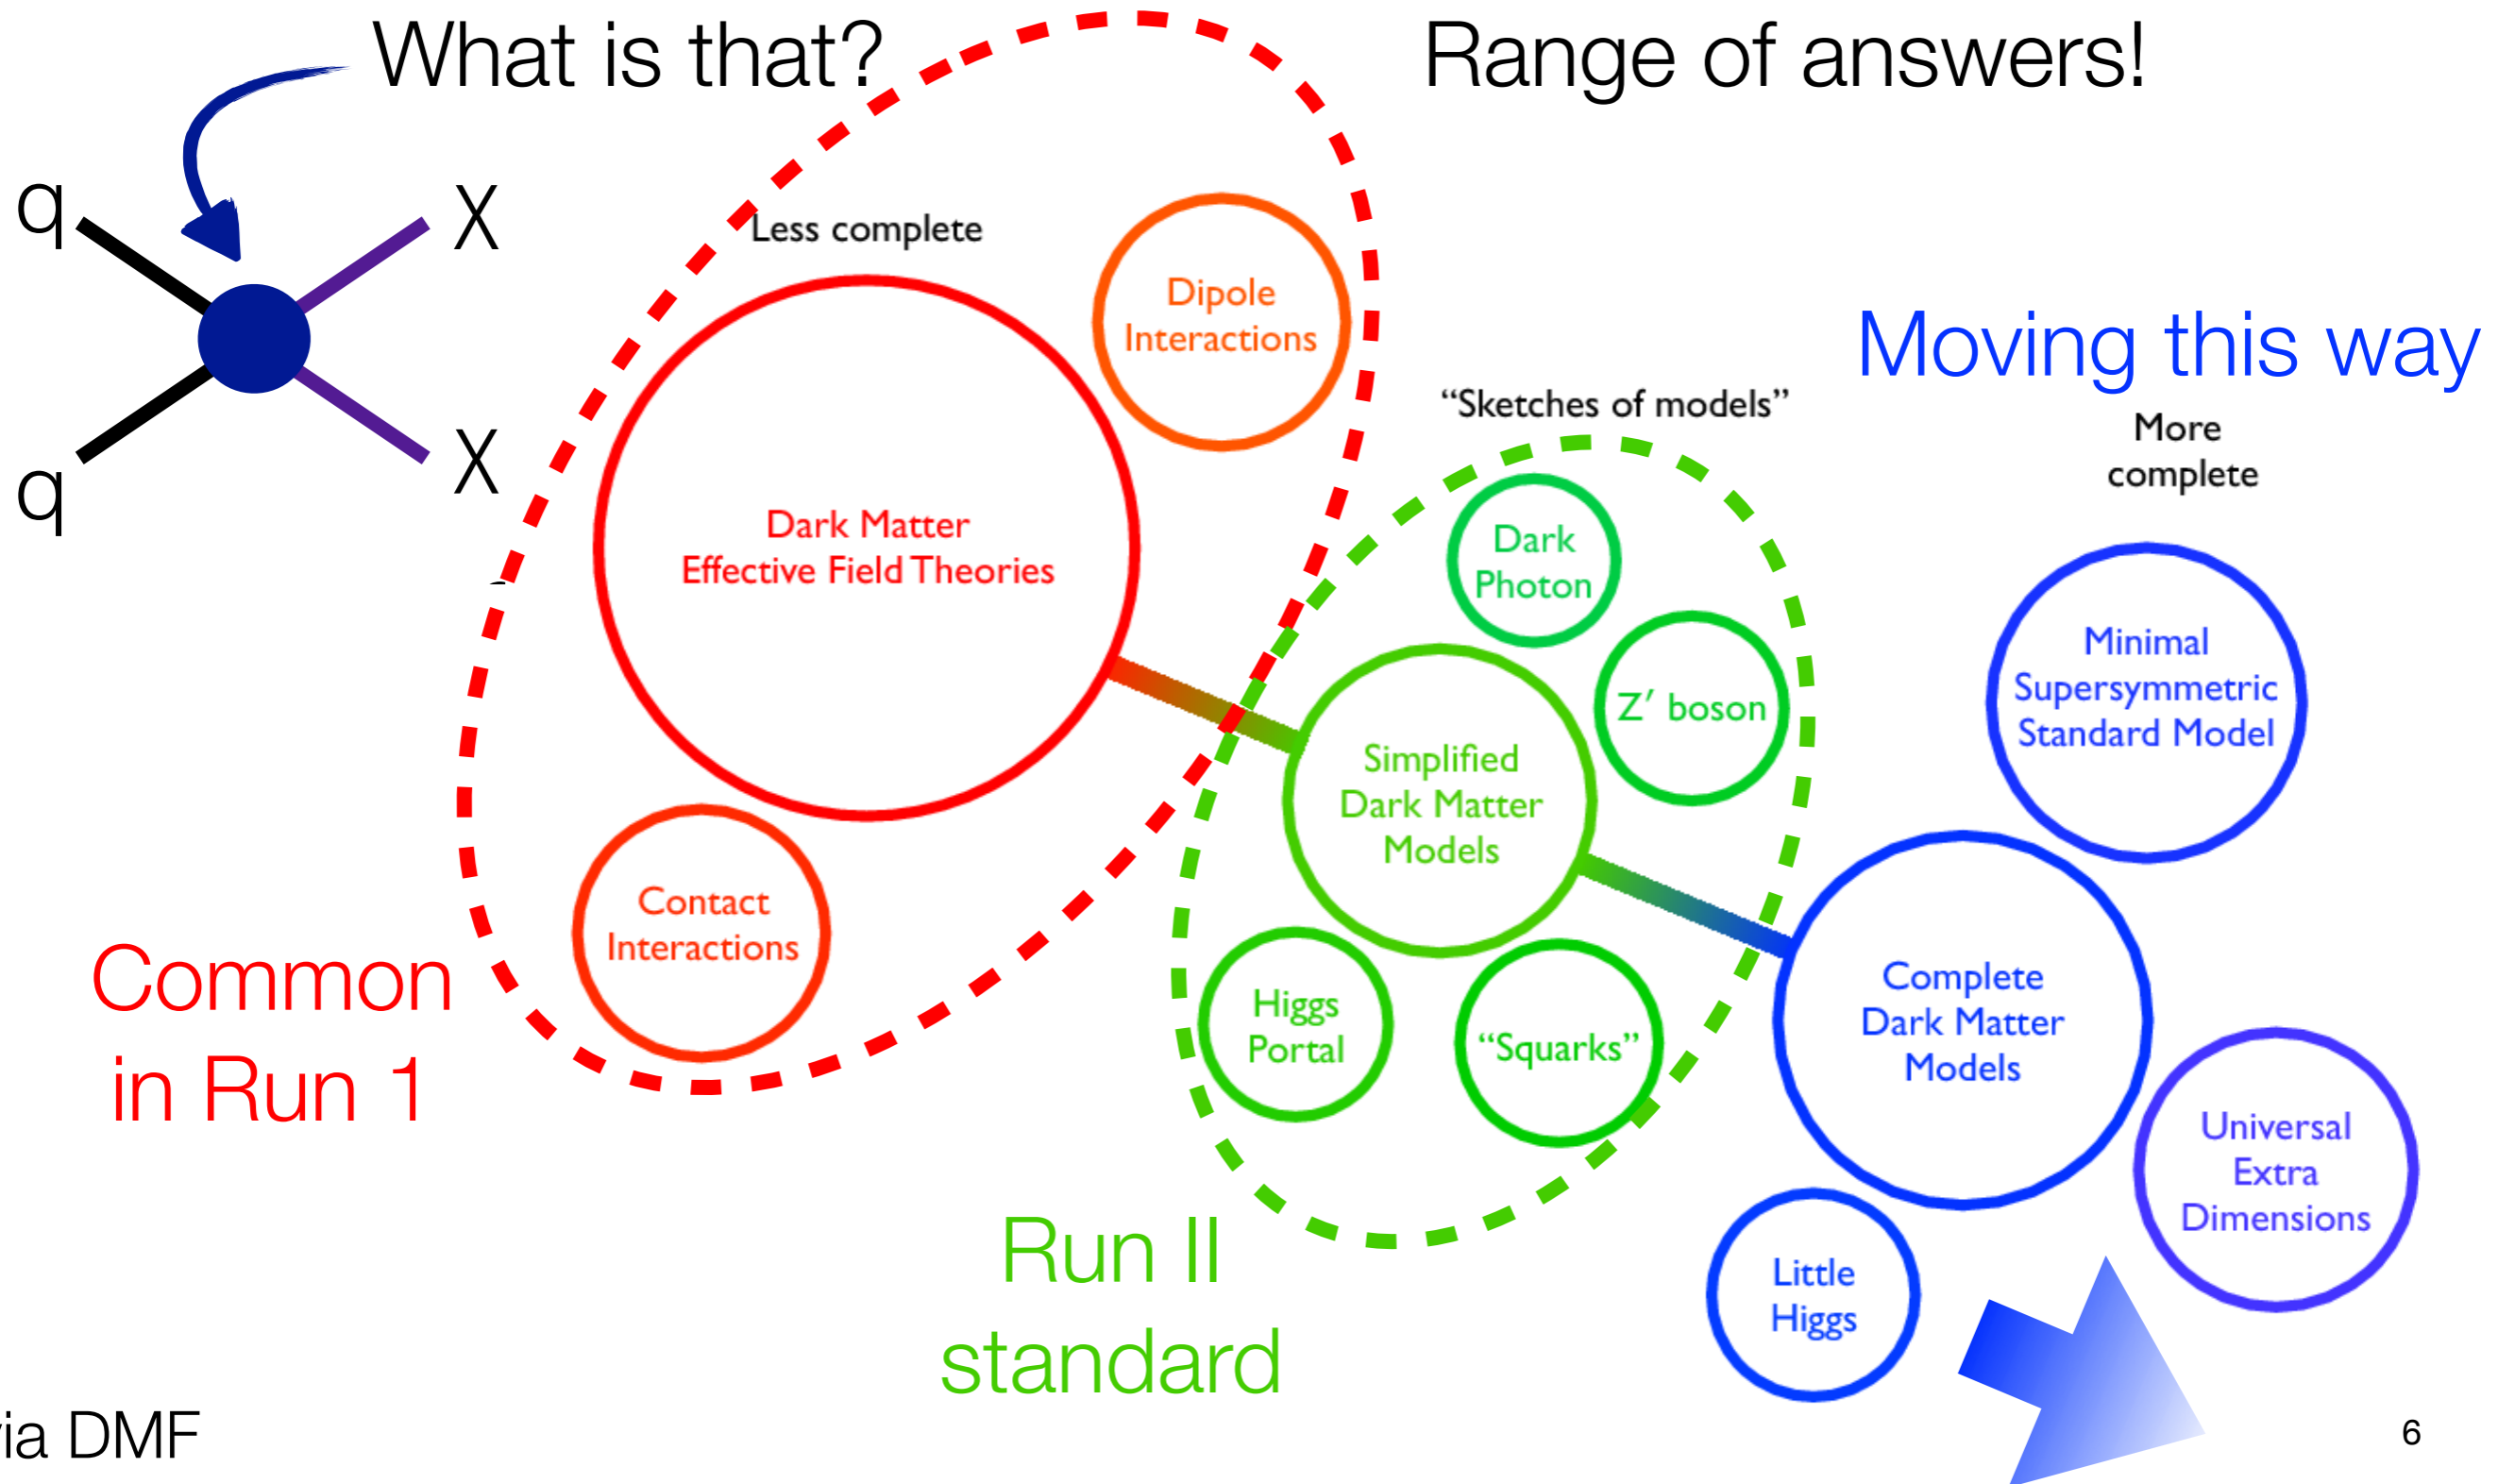 What is that?
Range of answers!
q
X
q
X
Less complete
Dipole
Interactions
Dark Matter
Effective Field Theories
Contact
Interactions
Common
in Run 1
“Sketches of models”
Dark
Photon
Z′ boson
Simplified
Dark Matter
Models
Higgs
Portal
“Squarks”
Run II
standard
Moving this way
More
complete
Minimal
Supersymmetric
Standard Model
Complete
Dark Matter
Models
Universal
Extra
Dimensions
Little
Higgs
DMF
6